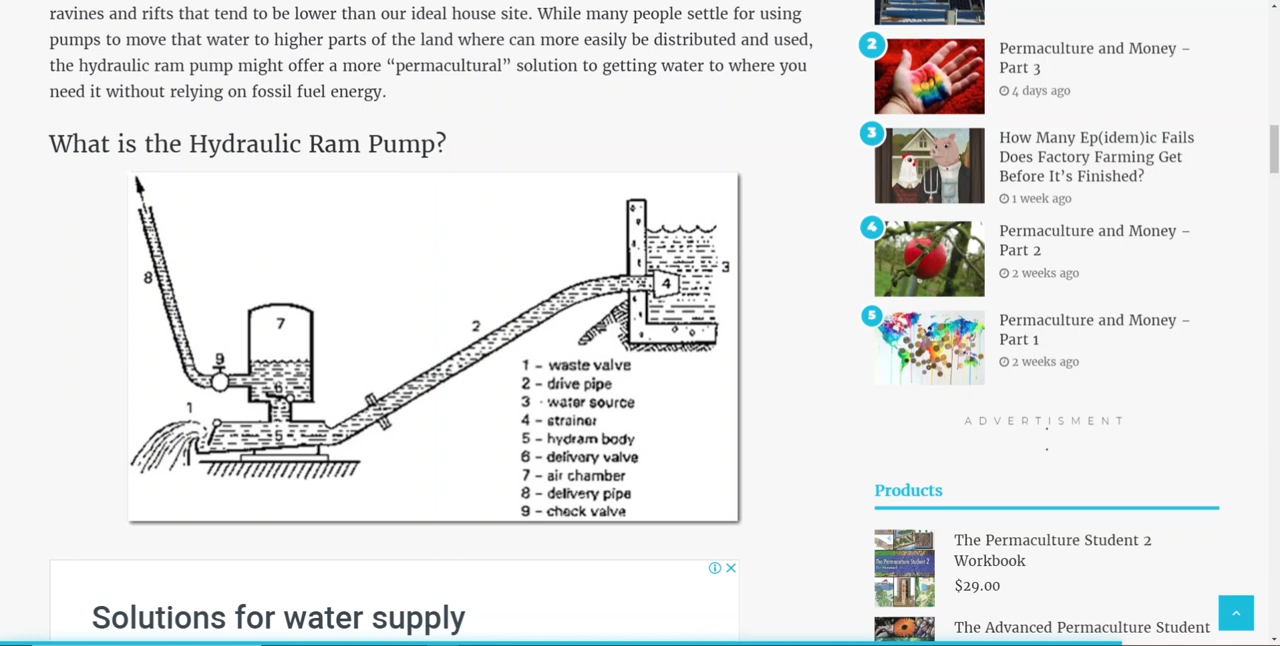 ravines and rifts that tend to be lower than our ideal house site. While many people settle for using
pumps to move that water to higher parts of the land where can more easily be distributed and used,
the hydraulic ram pump might offer a more “permacultural” solution to getting water to where you
need it without relying on fossil fuel energy.
What is the Hydraulic Ram Pump?
8
7
9
6
1
5
2
3
4
1 - waste valve
2 - drive pipe
3 - water source
4 - strainer
5 - hydram body
6 - delivery valve
7 - air chamber
8 - delivery pipe
9 - check valve
Solutions for water supply
2
Permaculture and Money –
Part 3
4 days ago
3
How Many Ep(idem)ic Fails
Does Factory Farming Get
Before It’s Finished?
1 week ago
4
Permaculture and Money –
Part 2
2 weeks ago
5
Permaculture and Money –
Part 1
2 weeks ago
ADVERTISMENT
Products
The Permaculture Student 2
Workbook
$29.00
The Advanced Permaculture Student